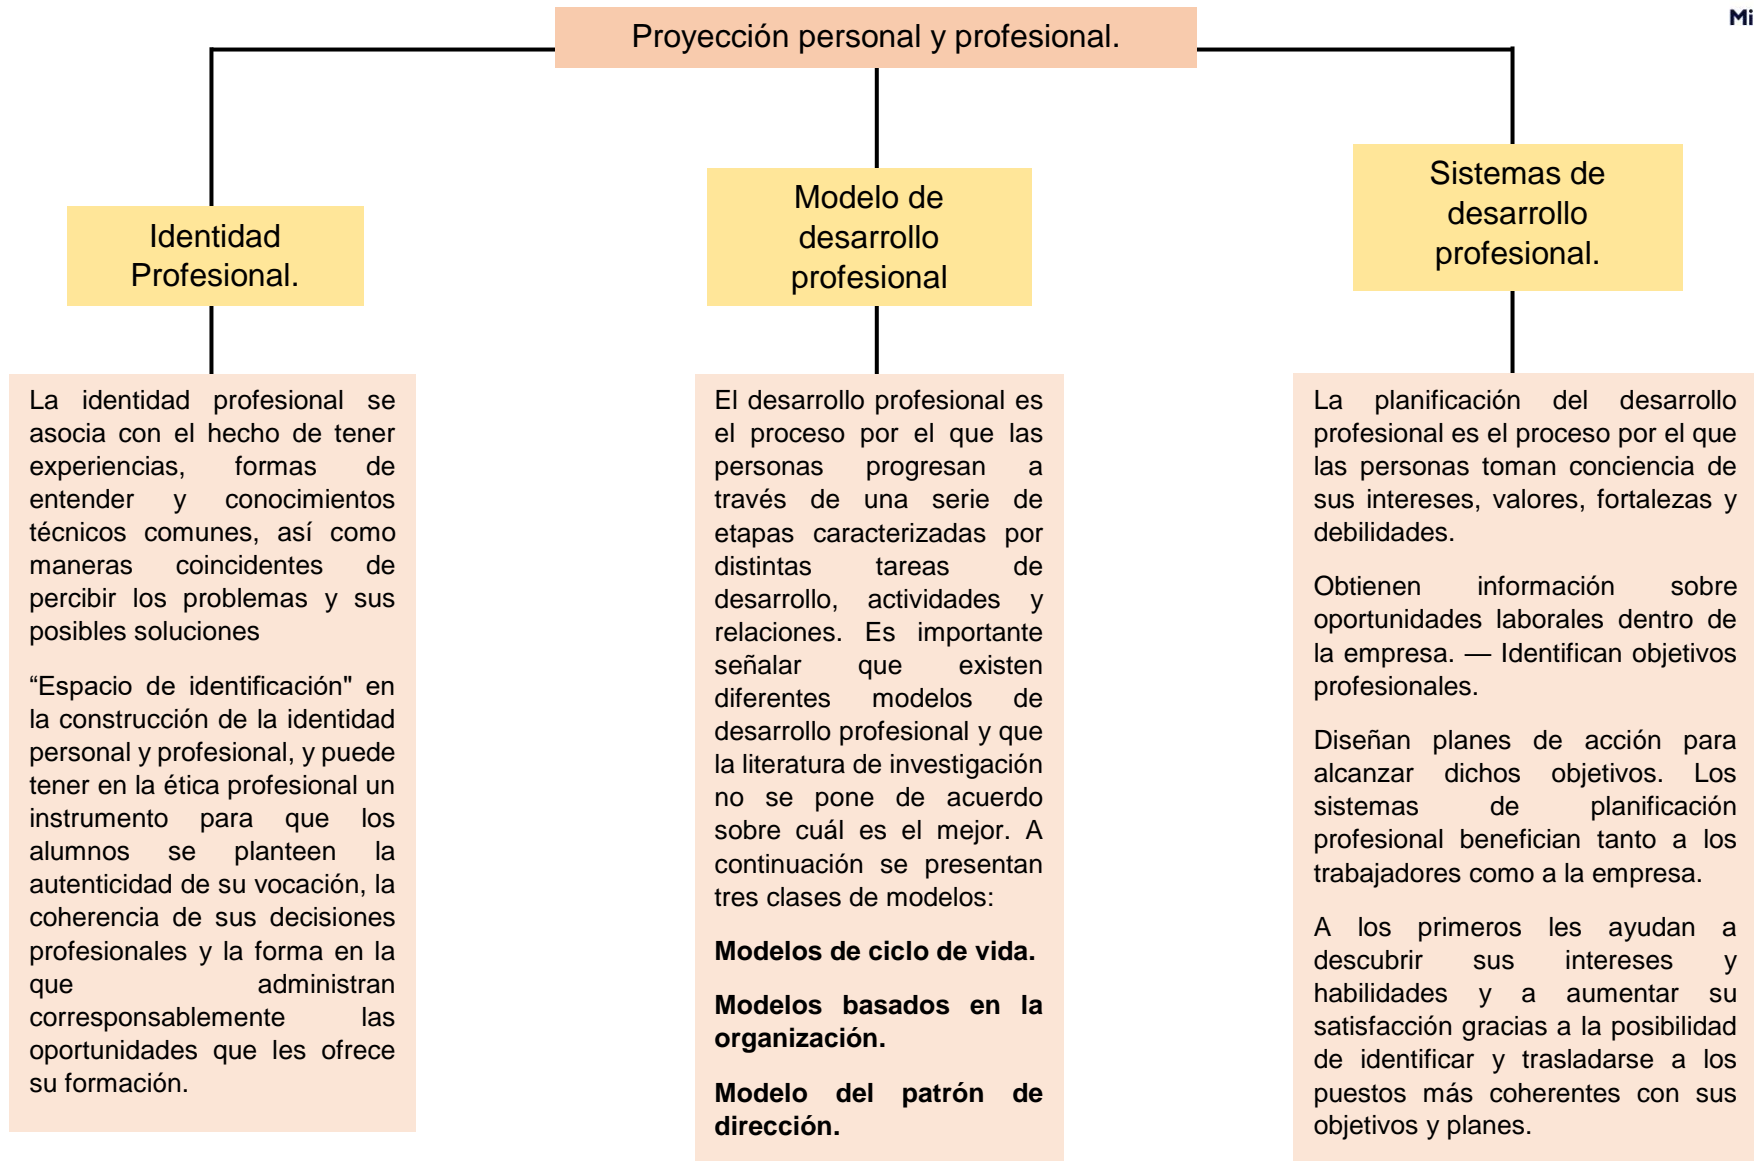 Proyección personal y profesional.
Mi
Identidad
Profesional.
Modelo de
desarrollo
profesional
Sistemas de
desarrollo
profesional.
La identidad profesional se
asocia con el hecho de tener
experiencias, formas de
entender y conocimientos
técnicos comunes, así como
maneras coincidentes de
percibir los problemas y sus
posibles soluciones
“Espacio de identificación" en
la construcción de la identidad
personal y profesional, y puede
tener en la ética profesional un
instrumento para que los
alumnos se planteen la
autenticidad de su vocación, la
coherencia de sus decisiones
profesionales y la forma en la
que administran
corresponsablemente las
oportunidades que les ofrece
su formación.
El desarrollo profesional es
el proceso por el que las
personas progresan a
través de una serie de
etapas caracterizadas por
distintas tareas de
desarrollo, actividades y
relaciones. Es importante
señalar que existen
diferentes modelos de
desarrollo profesional y que
la literatura de investigación
no se pone de acuerdo
sobre cuál es el mejor. A
continuación se presentan
tres clases de modelos:
Modelos de ciclo de vida.
Modelos basados en la
organización.
Modelo del patrón de
dirección.
La planificación del desarrollo
profesional es el proceso por el que
las personas toman conciencia de
sus intereses, valores, fortalezas y
debilidades.
Obtienen información sobre
oportunidades laborales dentro de
la empresa. — Identifican objetivos
profesionales.
Diseñan planes de acción para
alcanzar dichos objetivos. Los
sistemas de planificación
profesional benefician tanto a los
trabajadores como a la empresa.
A los primeros les ayudan a
descubrir sus intereses y
habilidades y a aumentar su
satisfacción gracias a la posibilidad
de identificar y trasladarse a los
puestos más coherentes con sus
objetivos y planes.